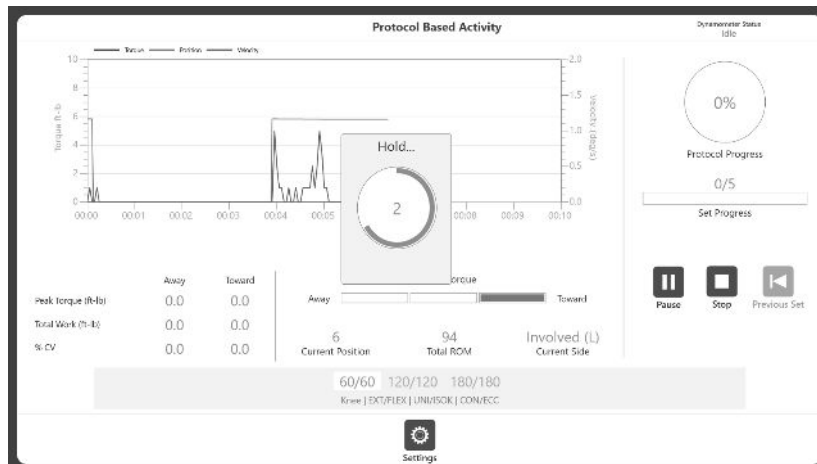 Protocol Based Activity
Dynamometer Status
Idle
Torque Position Velocity
Torque ft-lb
10
8
6
4
2
0
00:00 00:01 00:02 00:03 00:04 00:05 00:08 00:09 00:10
2.0
1.5
1.0
0.5
0.0
Velocity (deg/s)
Hold...
2
0%
Protocol Progress
0/5
Set Progress
Pause Stop Previous Set
Away Toward
Peak Torque (ft-lb) 0.0 0.0
Total Work (ft-lb) 0.0 0.0
% CV 0.0 0.0
orque
Away Toward
6 94 Involved (L)
Current Position Total ROM Current Side
60/60 120/120 180/180
Knee | EXT/FLEX | UNI/ISOK | CON/ECC
Settings